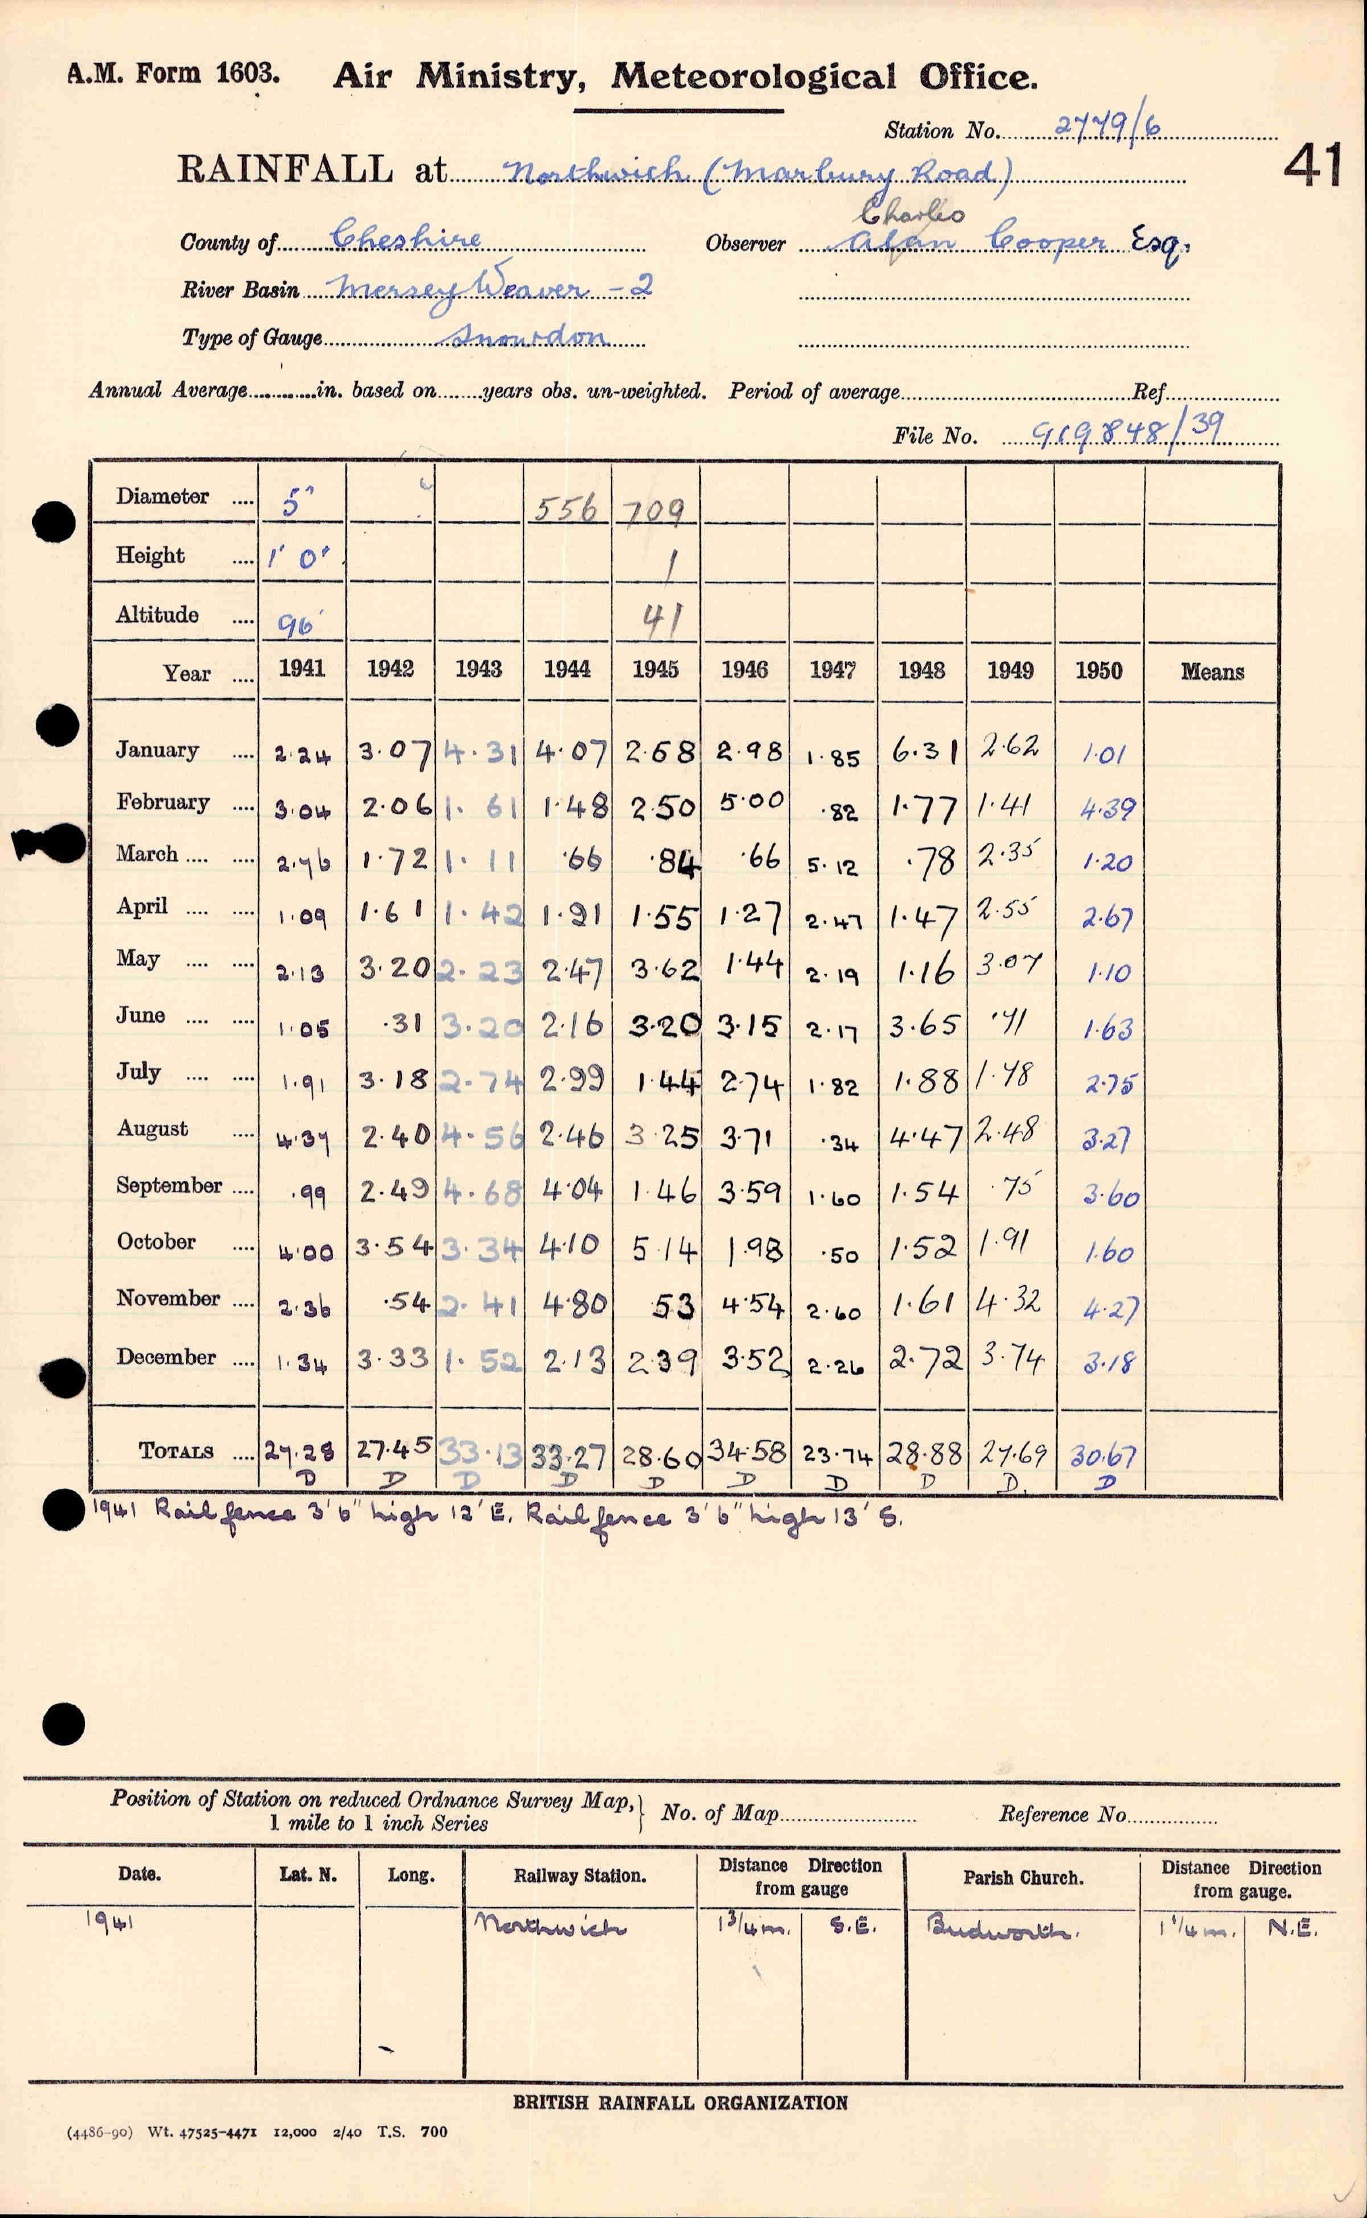 A.M. Form 1603. Air Ministry, Meteorological Office.
Station No. 2779/6
41
RAINFALL at Northwich (Marbury Road)
Charles
County of Cheshire Observer Alan Cooper Esq.
River Basin Mersey Weaver - 2
Type of Gauge Snowdon
Annual Average in. based on years obs. un-weighted. Period of average Ref
File No. 919848/39
Diameter 5" 556 709
Height 1' 0" 1
Altitude 96' 41
Year 1941 1942 1943 1944 1945 1946 1947 1948 1949 1950 Means
January 2.24 3.07 4.31 4.07 2.68 2.98 1.85 6.31 2.62 1.01
February 3.04 2.06 1.61 1.48 2.50 5.00 .82 1.77 1.41 4.39
March 2.76 1.72 1.11 .66 .84 .66 5.12 .78 2.35 1.20
April 1.09 1.61 1.42 1.91 1.55 1.27 2.47 1.47 2.55 2.67
May 2.13 3.20 2.23 2.47 3.62 1.44 2.19 1.16 3.07 1.10
June 1.05 .31 3.20 2.16 3.20 3.15 2.17 3.65 .71 1.63
July 1.91 3.18 2.74 2.99 1.44 2.74 1.82 1.88 1.78 2.75
August 4.37 2.40 4.56 2.46 3.25 3.71 .34 4.47 2.48 3.27
September .99 2.49 4.68 4.04 1.46 3.59 1.60 1.54 .75 3.60
October 4.00 3.54 3.34 4.10 5.14 1.98 .50 1.52 1.91 1.60
November 2.36 .54 2.41 4.80 53 4.54 2.60 1.61 4.32 4.27
December 1.34 3.33 1.52 2.13 2.39 3.52 2.26 2.72 3.74 3.18
TOTALS 27.28 27.45 33.13 33.27 28.60 34.58 23.74 28.88 27.69 30.67
D D D D D D D D D. D
1941 Rail fence 3'6" high 12' E. Rail fence 3'6" high 13' S.
Position of Station on reduced Ordnance Survey Map, } No. of Map Reference No.
1 mile to 1 inch Series
Date. Lat. N. Long. Railway Station. Distance Direction from gauge Parish Church. Distance Direction from gauge.
1941 Northwich 1 3/4 m. S.E. Budworth. 1 1/4 m. N.E.
BRITISH RAINFALL ORGANIZATION
(4486-90) Wt. 47525-4471 12,000 2/40 T.S. 700